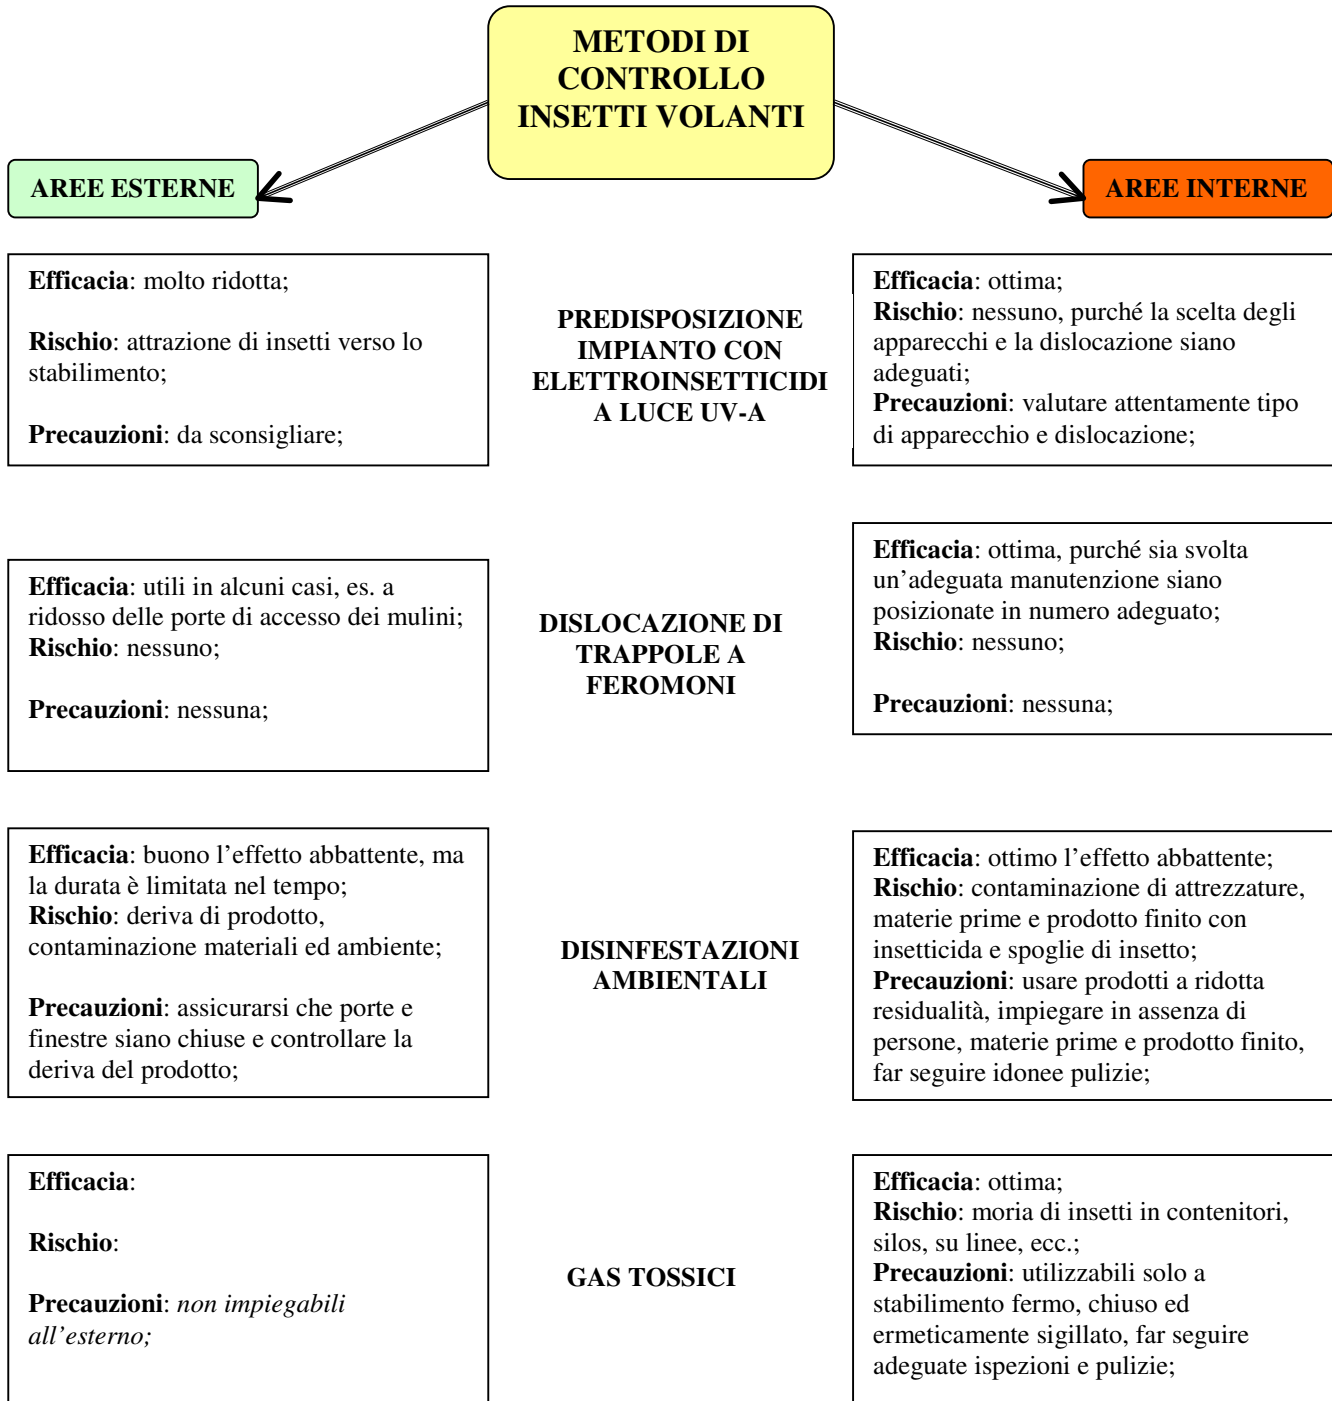 METODI DI
CONTROLLO
INSETTI VOLANTI
AREE ESTERNE
AREE INTERNE
Efficacia: molto ridotta;
Rischio: attrazione di insetti verso lo
stabilimento;
Precauzioni: da sconsigliare;
PREDISPOSIZIONE
IMPIANTO CON
ELETTROINSETTICIDI
A LUCE UV-A
Efficacia: ottima;
Rischio: nessuno, purché la scelta degli
apparecchi e la dislocazione siano
adeguati;
Precauzioni: valutare attentamente tipo
di apparecchio e dislocazione;
Efficacia: utili in alcuni casi, es. a
ridosso delle porte di accesso dei mulini;
Rischio: nessuno;
Precauzioni: nessuna;
DISLOCAZIONE DI
TRAPPOLE A
FEROMONI
Efficacia: ottima, purché sia svolta
un’adeguata manutenzione siano
posizionate in numero adeguato;
Rischio: nessuno;
Precauzioni: nessuna;
Efficacia: buono l’effetto abbattente, ma
la durata è limitata nel tempo;
Rischio: deriva di prodotto,
contaminazione materiali ed ambiente;
Precauzioni: assicurarsi che porte e
finestre siano chiuse e controllare la
deriva del prodotto;
DISINFESTAZIONI
AMBIENTALI
Efficacia: ottimo l’effetto abbattente;
Rischio: contaminazione di attrezzature,
materie prime e prodotto finito con
insetticida e spoglie di insetto;
Precauzioni: usare prodotti a ridotta
residualità, impiegare in assenza di
persone, materie prime e prodotto finito,
far seguire idonee pulizie;
Efficacia:
Rischio:
Precauzioni: non impiegabili
all’esterno;
GAS TOSSICI
Efficacia: ottima;
Rischio: moria di insetti in contenitori,
silos, su linee, ecc.;
Precauzioni: utilizzabili solo a
stabilimento fermo, chiuso ed
ermeticamente sigillato, far seguire
adeguate ispezioni e pulizie;